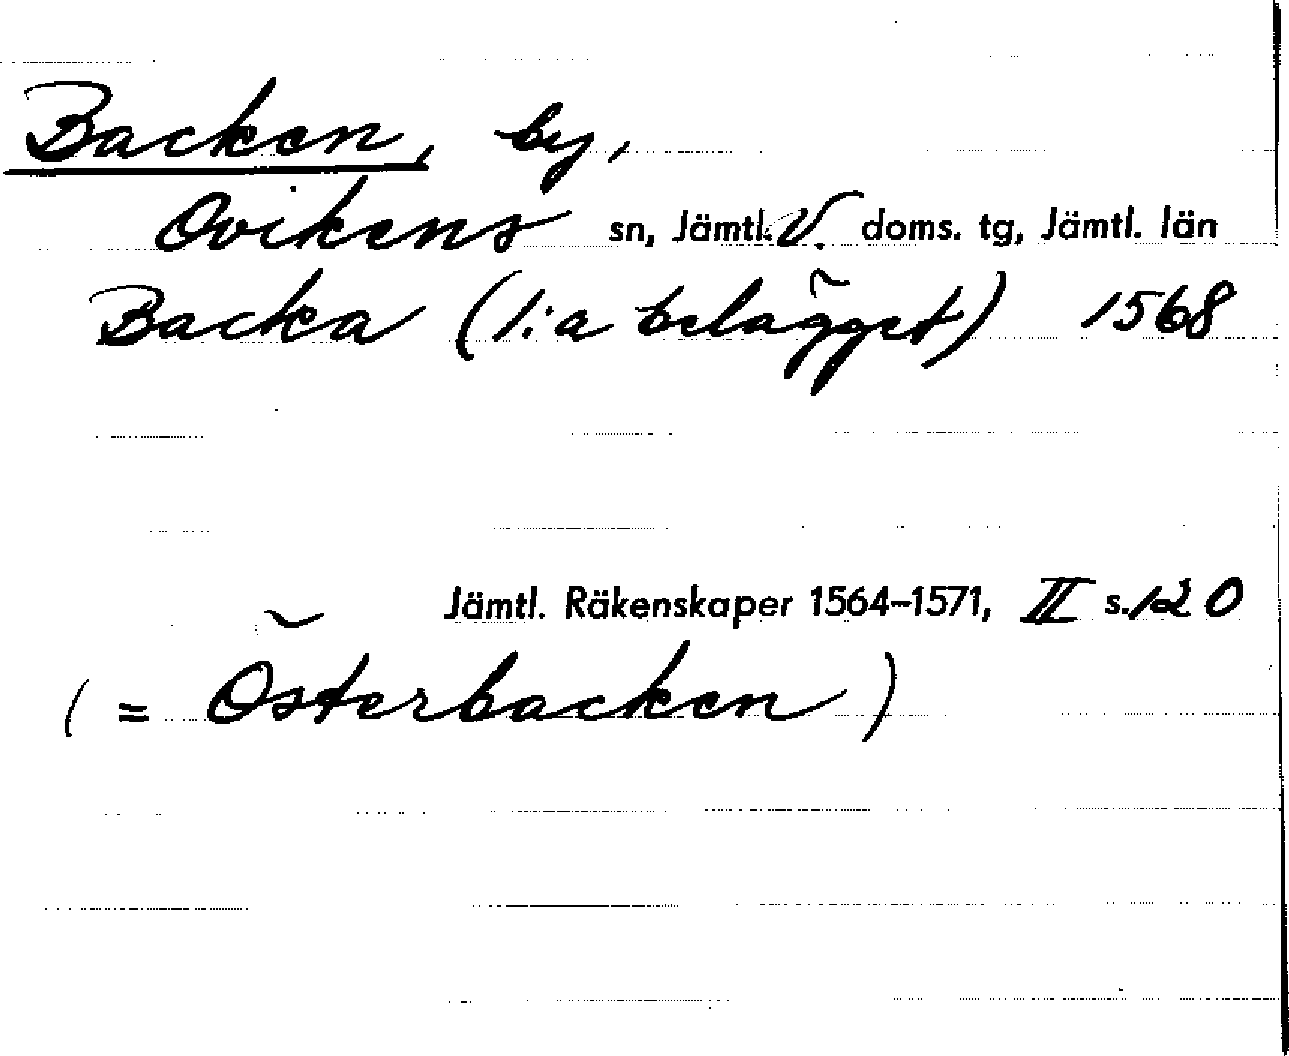 Backen, by,
Ovikens sn, Jämtl. V. doms. tg, Jämtl. län
Backa (1:a belägget) 1568
Jämtl. Räkenskaper 1564–1571, II s. 120
( = Österbacken )